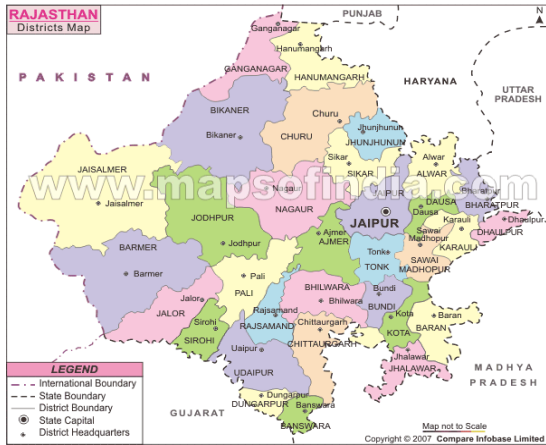 RAJASTHAN
Districts Map
PUNJAB
N
Ganganagar
Hanumangarh
GANGANAGAR
HANUMANGARH
PAKISTAN
HARYANA
UTTAR
PRADESH
BIKANER
Bikaner
Churu
CHURU
Jhunjhunun
JHUNJHUNUN
Sikar
SIKAR
Alwar
ALWAR
JAISALMER
Jaisalmer
www.mapsofindia.com
Nagaur
NAGAUR
JAIPUR
JAIPUR
Bharatpur
BHARATPUR
DAUSA
Dausa
JODHPUR
Jodhpur
Ajmer
AJMER
Karauli
KARAULI
Dhaulpur
DHAULPUR
Sawai
Madhopur
SAWAI
MADHOPUR
Tonk
TONK
BARMER
Barmer
Pali
PALI
BHILWARA
Bhilwara
Bundi
BUNDI
Jalor
JALOR
Rajsamand
RAJSAMAND
Kota
KOTA
Baran
BARAN
Sirohi
SIROHI
Chittaurgarh
CHITTAURGARH
Uaipur
UDAIPUR
Jhalawar
JHALAWAR
MADHYA
PRADESH
Dungarpur
DUNGARPUR
Banswara
BANSWARA
GUJARAT
LEGEND
International Boundary
State Boundary
District Boundary
State Capital
District Headquarters
Map not to Scale
Copyright © 2007 Compare Infobase Limited